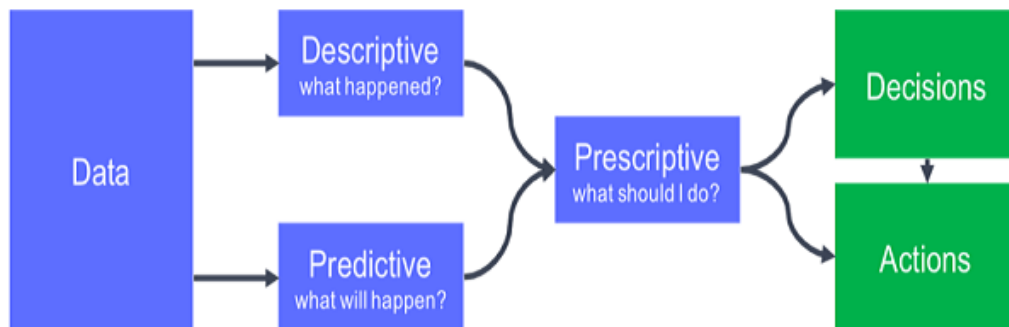 Data
Descriptive
what happened?
Predictive
what will happen?
Prescriptive
what should I do?
Decisions
Actions